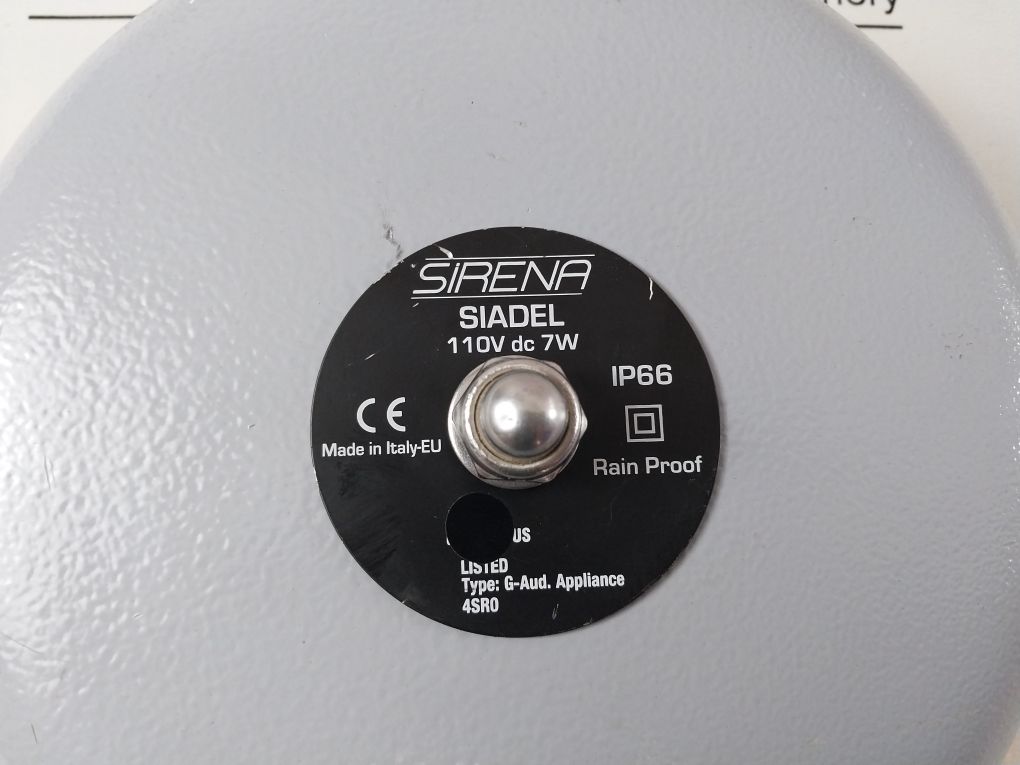 SIRENA
SIADEL
110V dc 7W
IP66
CE
Made in Italy-EU
Rain Proof
US
LISTED
Type: G-Aud. Appliance
4SR0